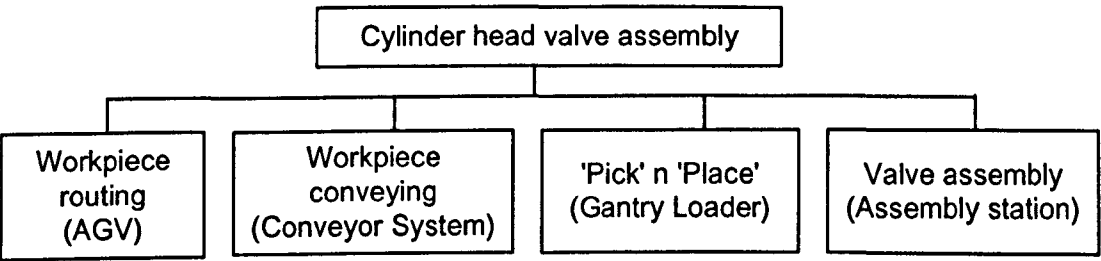 Cylinder head valve assembly
Workpiece
routing
(AGV)
Workpiece
conveying
(Conveyor System)
'Pick' n 'Place'
(Gantry Loader)
Valve assembly
(Assembly station)